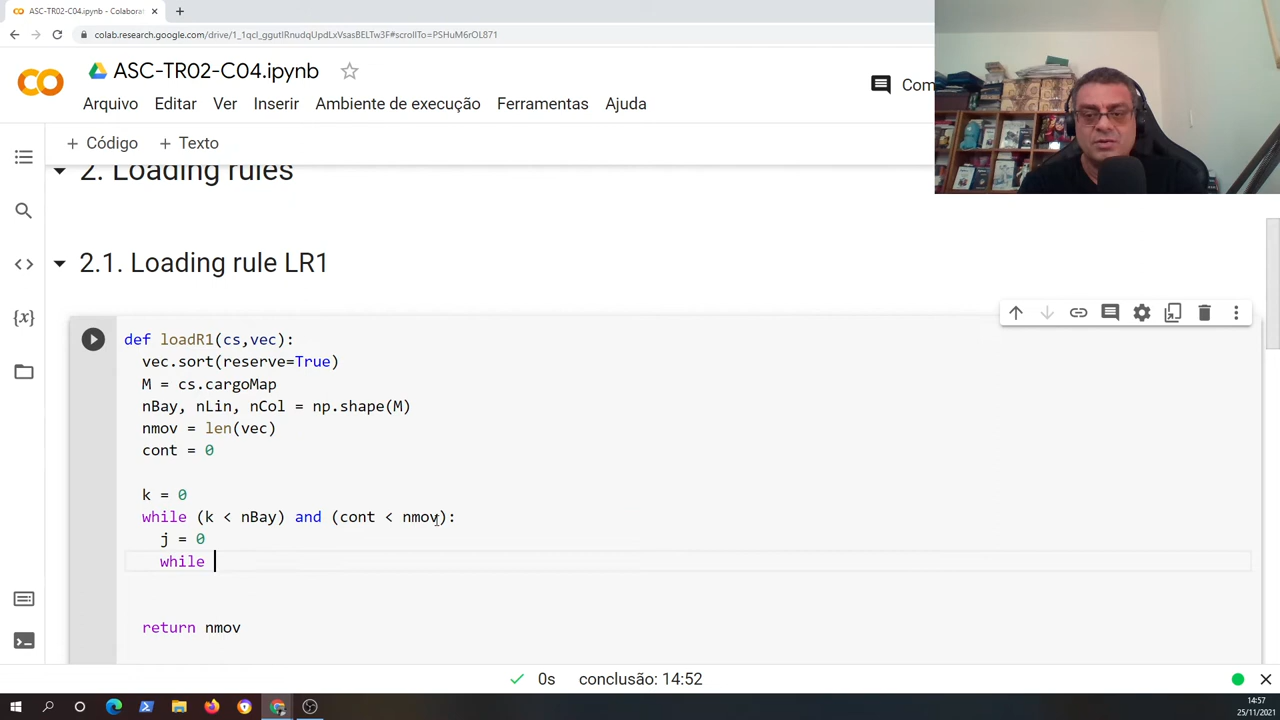 ASC-TR02-C04.ipynb - Colabora
colab.research.google.com/drive/1_1qcl_ggutIRnudqUpdLxVsasBELTw3F#scrollTo=PSHuM6rOL871
ASC-TR02-C04.ipynb
Arquivo Editar Ver Inserir Ambiente de execução Ferramentas Ajuda
Com
+ Código + Texto
2. Loading rules
2.1. Loading rule LR1
def loadR1(cs,vec):
vec.sort(reserve=True)
M = cs.cargoMap
nBay, nLin, nCol = np.shape(M)
nmov = len(vec)
cont = 0
k = 0
while (k < nBay) and (cont < nmov):
j = 0
while
return nmov
0s conclusão: 14:52
14:57
25/11/2021